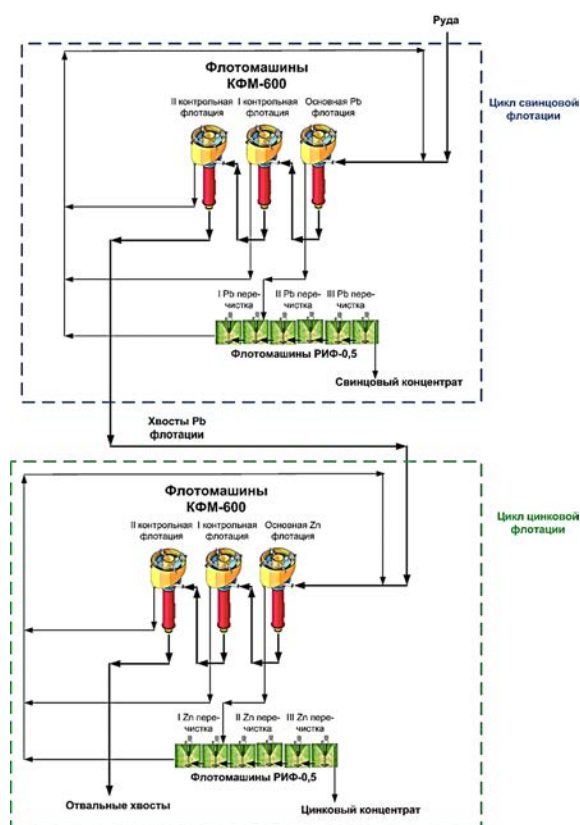 Руда
Флотомашины
КФМ-600
Цикл свинцовой
флотации
II контрольная
флотация
I контрольная
флотация
Основная Pb
флотация
I Pb пере-
чистка
II Pb пере-
чистка
III Pb пере-
чистка
Флотомашины РИФ-0,5
Свинцовый концентрат
Хвосты Pb
флотации
Флотомашины
КФМ-600
Цикл цинковой
флотации
II контрольная
флотация
I контрольная
флотация
Основная Zn
флотация
I Zn пере-
чистка
II Zn пере-
чистка
III Zn пере-
чистка
Флотомашины РИФ-0,5
Отвальные хвосты
Цинковый концентрат